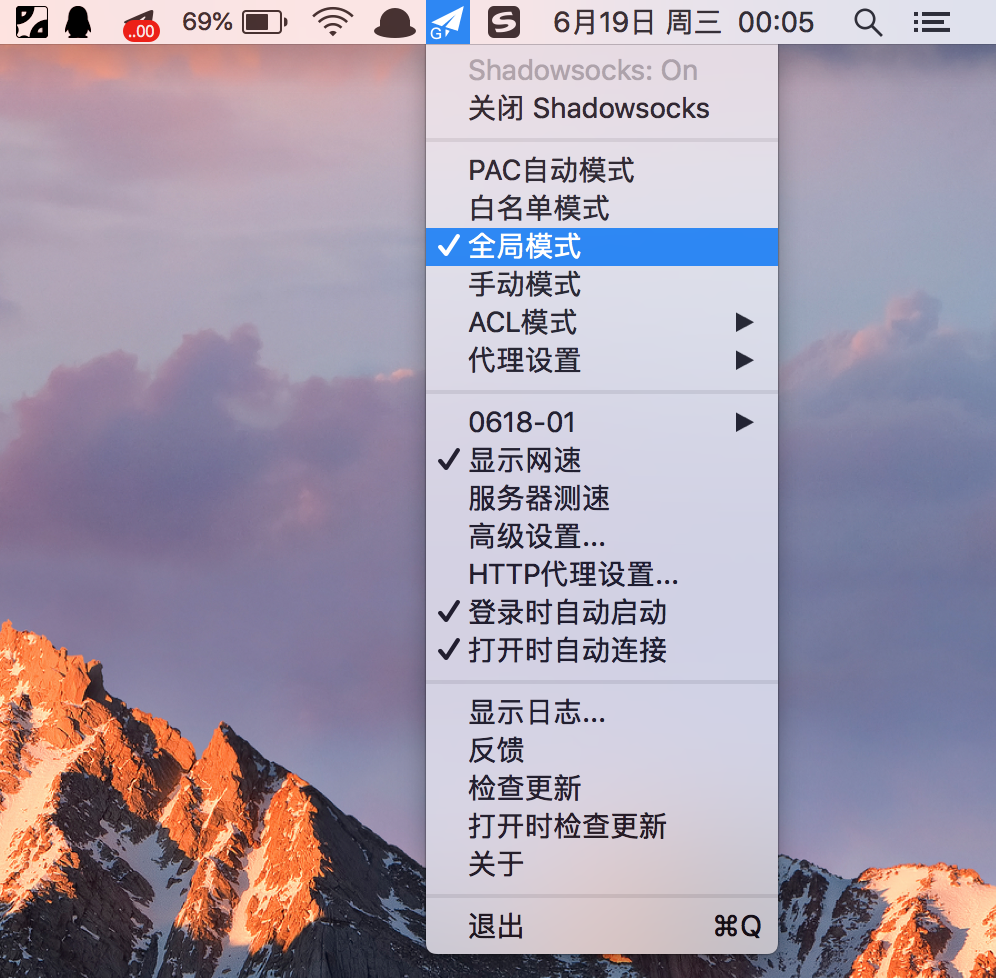 .00 69% G S 6月19日 周三 00:05
Shadowsocks: On
关闭 Shadowsocks
PAC自动模式
白名单模式
✓ 全局模式
手动模式
ACL模式 ▶
代理设置 ▶
0618-01 ▶
✓ 显示网速
服务器测速
高级设置...
HTTP代理设置...
✓ 登录时自动启动
✓ 打开时自动连接
显示日志...
反馈
检查更新
打开时检查更新
关于
退出 ⌘Q